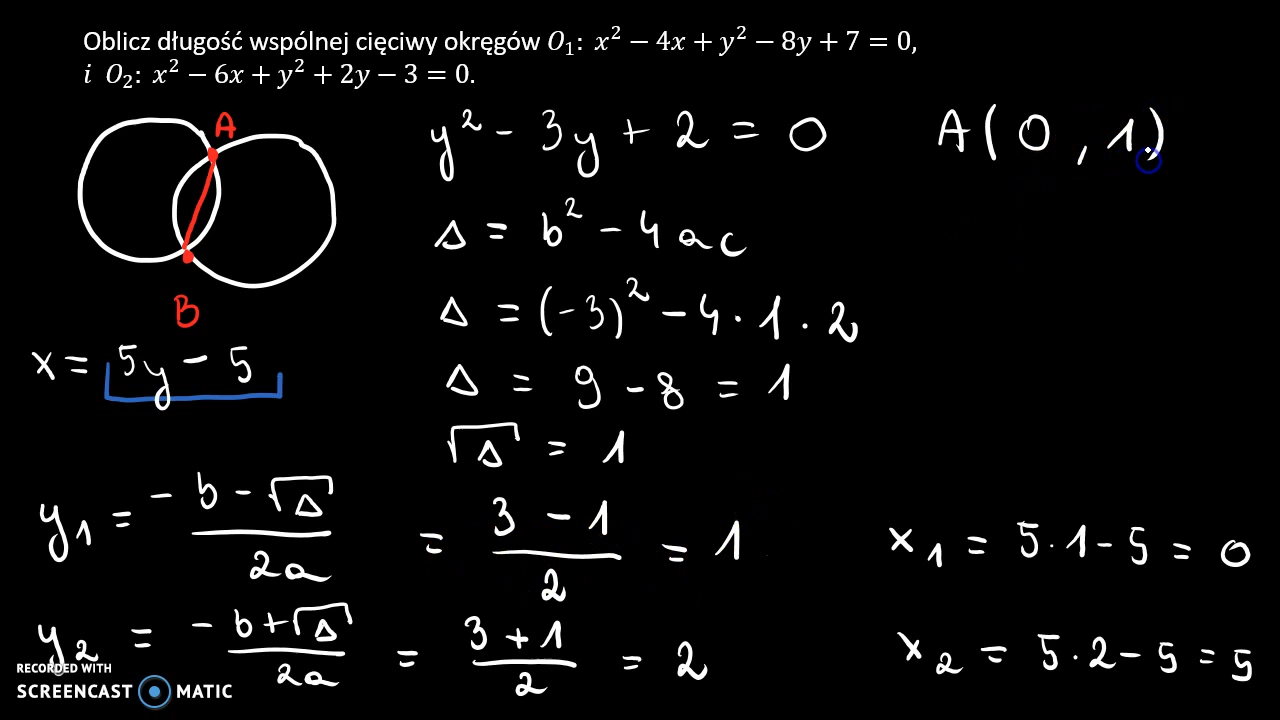 Oblicz długość wspólnej cięciwy okręgów O₁: x² − 4x + y² − 8y + 7 = 0,
i O₂: x² − 6x + y² + 2y − 3 = 0.
A
B
x = 5y − 5
y² − 3y + 2 = 0
Δ = b² − 4ac
Δ = (−3)² − 4 · 1 · 2
Δ = 9 − 8 = 1
√Δ = 1
A(0, 1)
y₁ = (−b − √Δ)/2a = (3 − 1)/2 = 1
x₁ = 5 · 1 − 5 = 0
y₂ = (−b + √Δ)/2a = (3 + 1)/2 = 2
x₂ = 5 · 2 − 5 = 5
RECORDED WITH
SCREENCAST MATIC